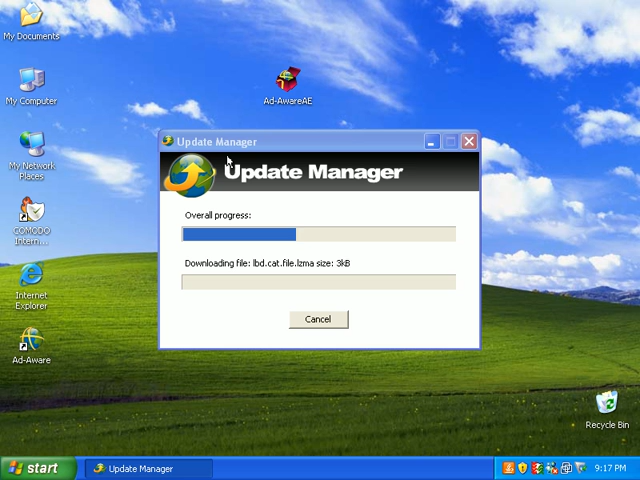 My Documents
Ad-AwareAE
My Computer
My Network
Places
COMODO
Intern...
Internet
Explorer
Ad-Aware
Update Manager
Update Manager
Overall progress:
Downloading file: lbd.cat.file.lzma size: 3kB
Cancel
Recycle Bin
start
Update Manager
9:17 PM